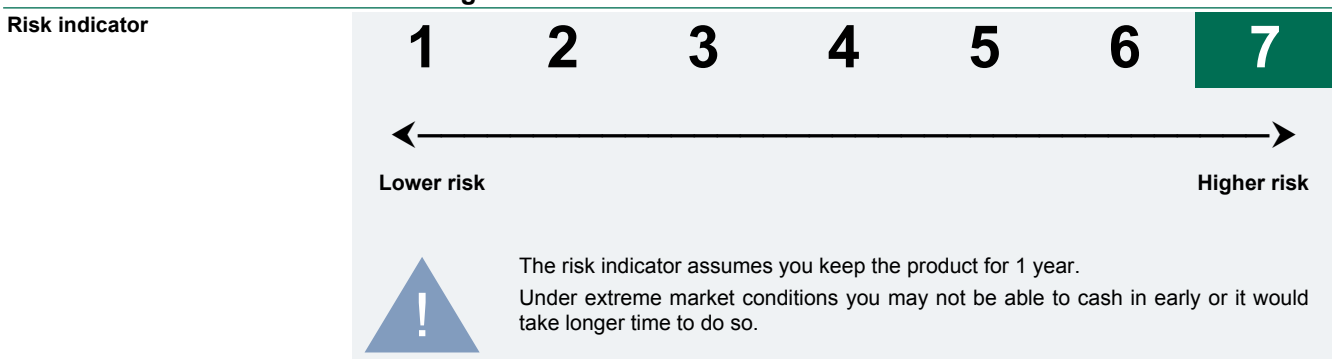 Risk indicator
1 2 3 4 5 6 7
Lower risk Higher risk
!
The risk indicator assumes you keep the product for 1 year.
Under extreme market conditions you may not be able to cash in early or it would
take longer time to do so.